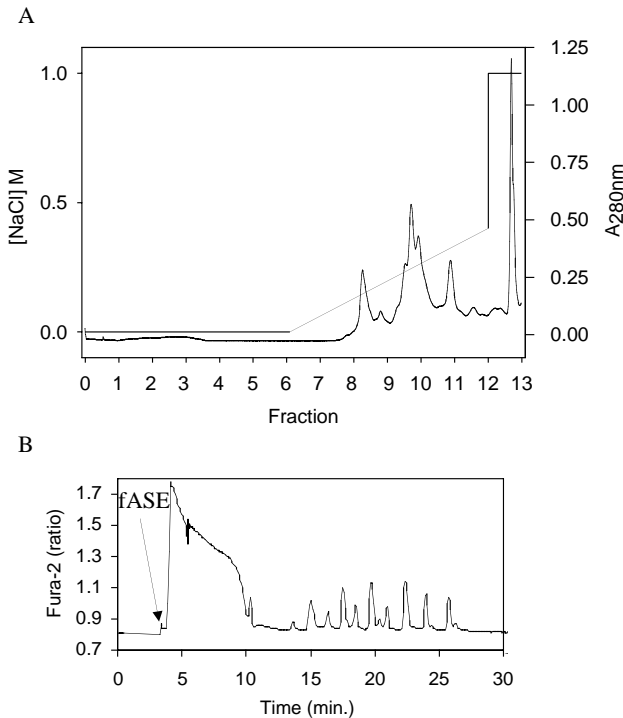 A
[NaCl] M
1.0
0.5
0.0
1.25
1.00
0.75
0.50
0.25
0.00
A280nm
0 1 2 3 4 5 6 7 8 9 10 11 12 13
Fraction
B
Fura-2 (ratio)
1.7
1.5
1.3
1.1
0.9
0.7
fASE
0 5 10 15 20 25 30
Time (min.)